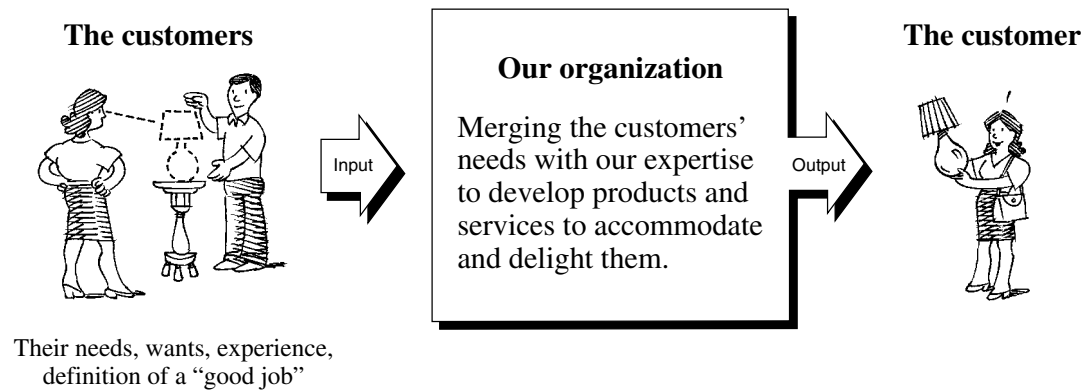 The customers
Their needs, wants, experience,
definition of a “good job”
Input
Our organization
Merging the customers’
needs with our expertise
to develop products and
services to accommodate
and delight them.
Output
The customer